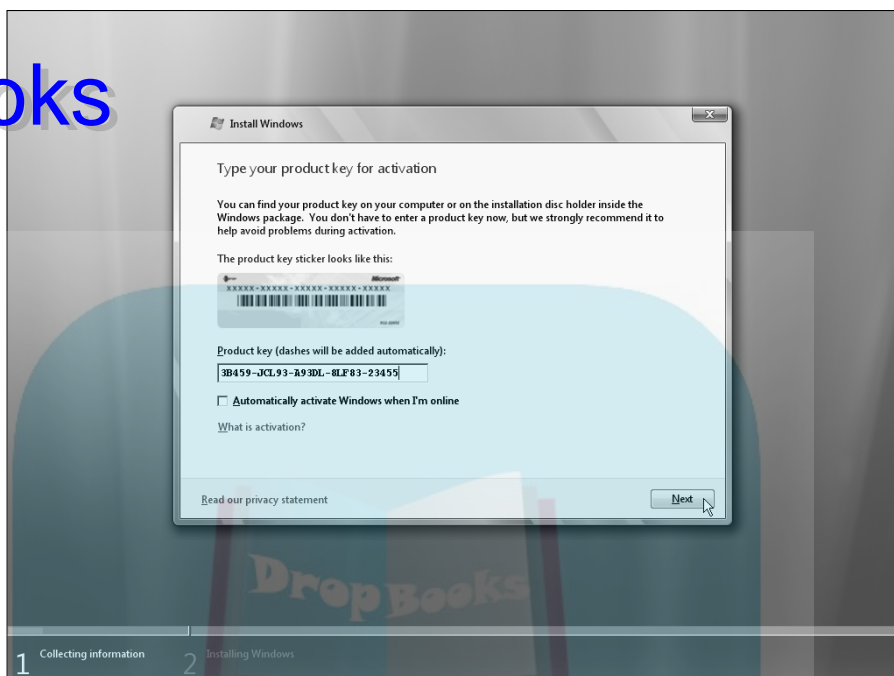 oks
Install Windows
Type your product key for activation
You can find your product key on your computer or on the installation disc holder inside the
Windows package. You don't have to enter a product key now, but we strongly recommend it to
help avoid problems during activation.
The product key sticker looks like this:
Microsoft
XXXXX-XXXXX-XXXXX-XXXXX-XXXXX
Product key (dashes will be added automatically):
3B459-JCL93-A93DL-8LF83-23455
Automatically activate Windows when I'm online
What is activation?
Read our privacy statement
Next
DropBooks
1 Collecting information
2 Installing Windows